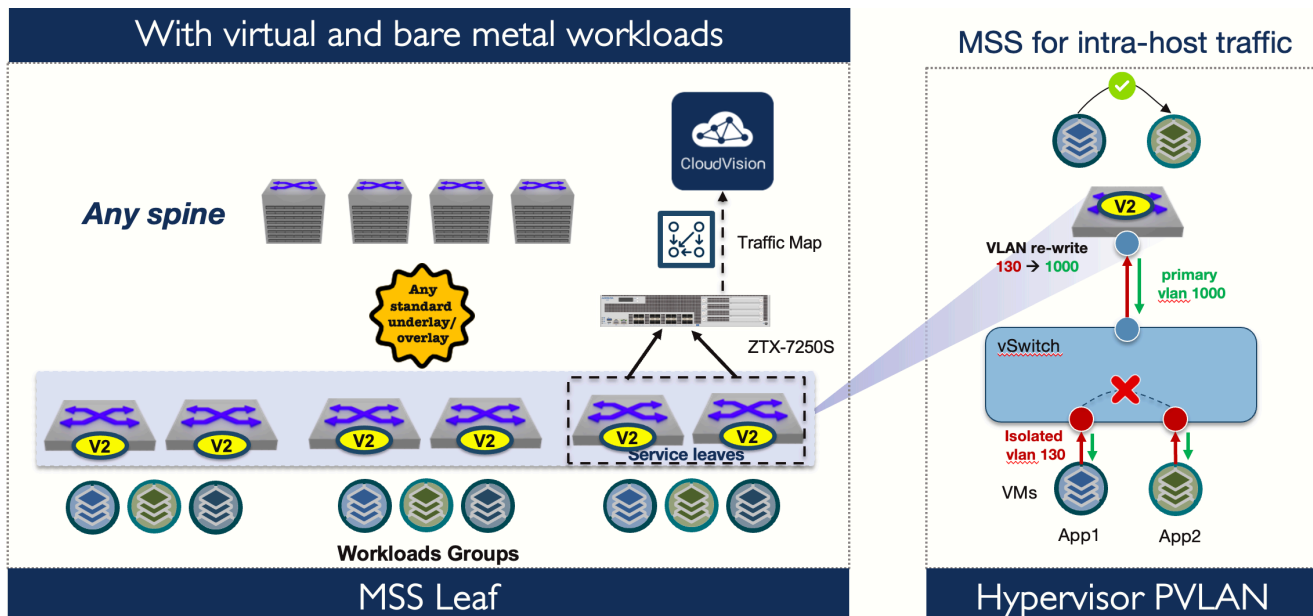 With virtual and bare metal workloads
CloudVision
Any spine
Traffic Map
Any
standard
underlay/
overlay
ZTX-7250S
V2
V2
V2
V2
V2
V2
Service leaves
Workloads Groups
MSS Leaf
MSS for intra-host traffic
V2
VLAN re-write
130 → 1000
primary
vlan 1000
vSwitch
Isolated
vlan 130
VMs
App1
App2
Hypervisor PVLAN